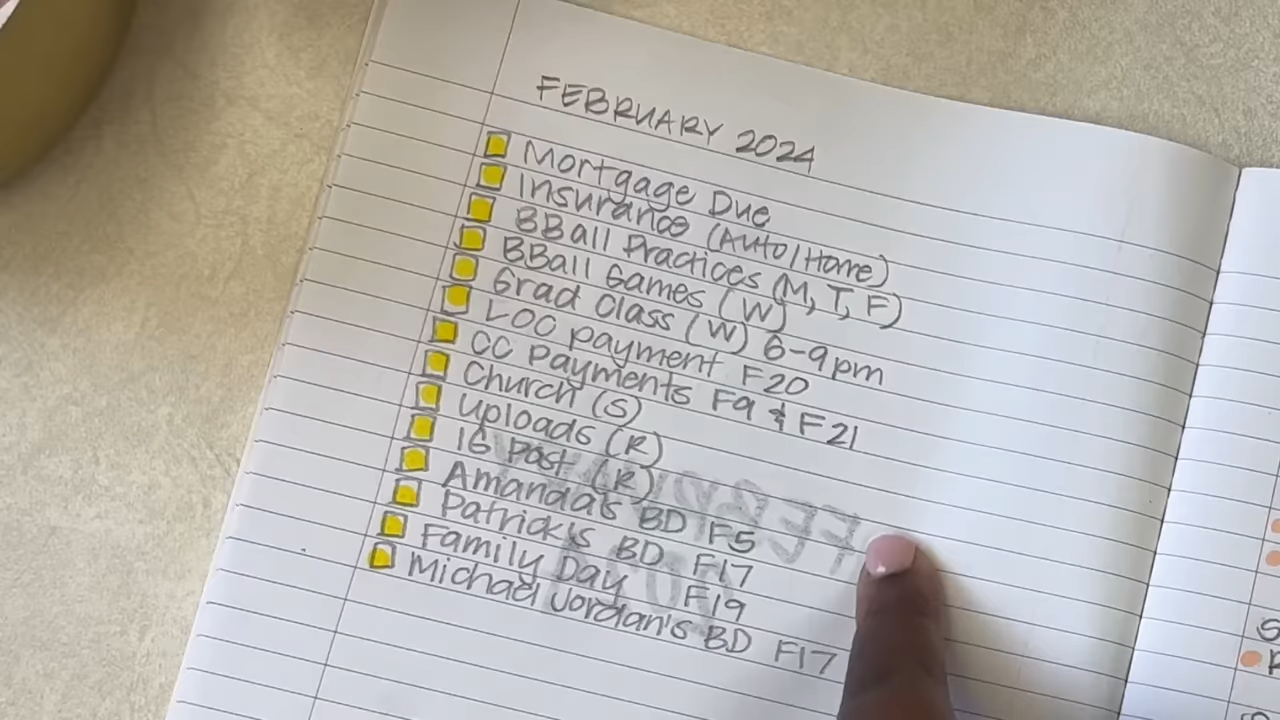 FEBRUARY 2024
Mortgage Due
Insurance (Auto/Home)
BBall Practices (M, T, F)
BBall Games (W)
Grad Class (W) 6-9pm
LOC payment F20
CC Payments F9 & F21
Church (S)
Uploads (R)
IG Post (R)
Amanda's BD F5
Patrick's BD F17
Family Day F19
Michael Jordan's BD F17